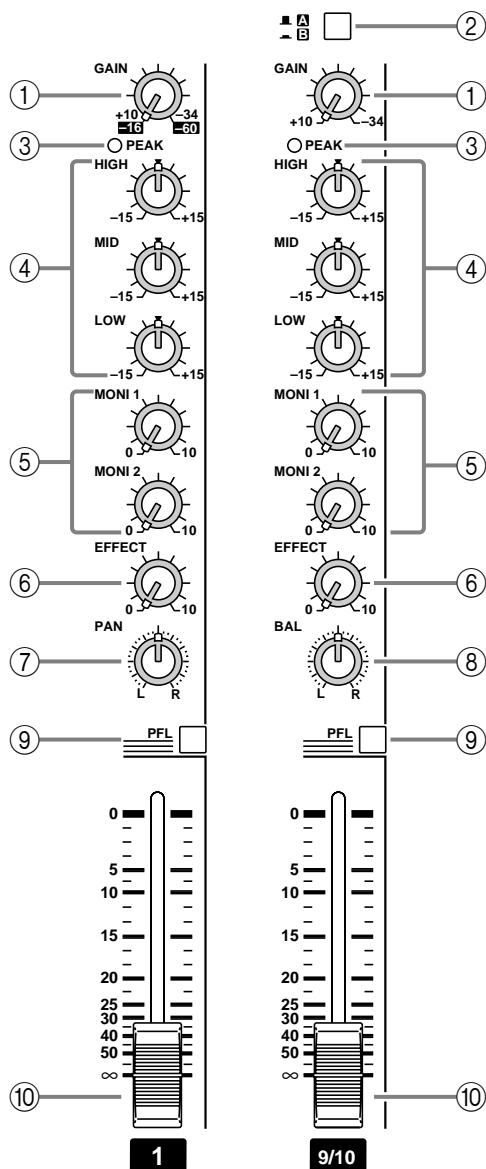 A
B
②
GAIN GAIN
① ①
+10 –34 +10 –34
–16 –60
③ PEAK PEAK ③
HIGH HIGH
–15 +15 –15 +15
MID MID
④ ④
–15 +15 –15 +15
LOW LOW
–15 +15 –15 +15
MONI 1 MONI 1
0 10 0 10
⑤ ⑤
MONI 2 MONI 2
0 10 0 10
EFFECT EFFECT
⑥ ⑥
0 10 0 10
PAN BAL
⑦ ⑧
L R L R
⑨ PFL PFL ⑨
0 0
5 5
10 10
15 15
20 20
25 25
30 30
40 40
50 50
∞ ∞
⑩ ⑩
1 9/10